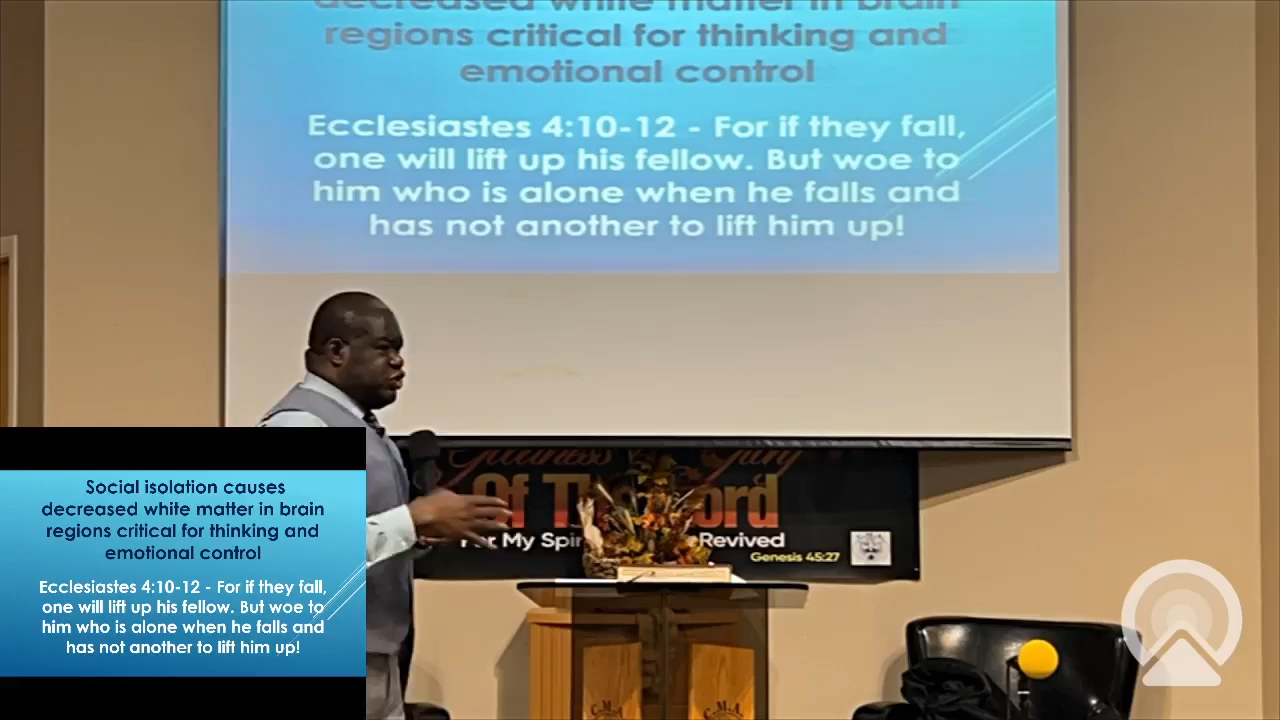 decreased white matter in brain
regions critical for thinking and
emotional control
Ecclesiastes 4:10-12 - For if they fall,
one will lift up his fellow. But woe to
him who is alone when he falls and
has not another to lift him up!
Social isolation causes
decreased white matter in brain
regions critical for thinking and
emotional control
Ecclesiastes 4:10-12 - For if they fall,
one will lift up his fellow. But woe to
him who is alone when he falls and
has not another to lift him up!
Of
For My
Revived
Genesis 45:27
C.M.A. C.M.A.